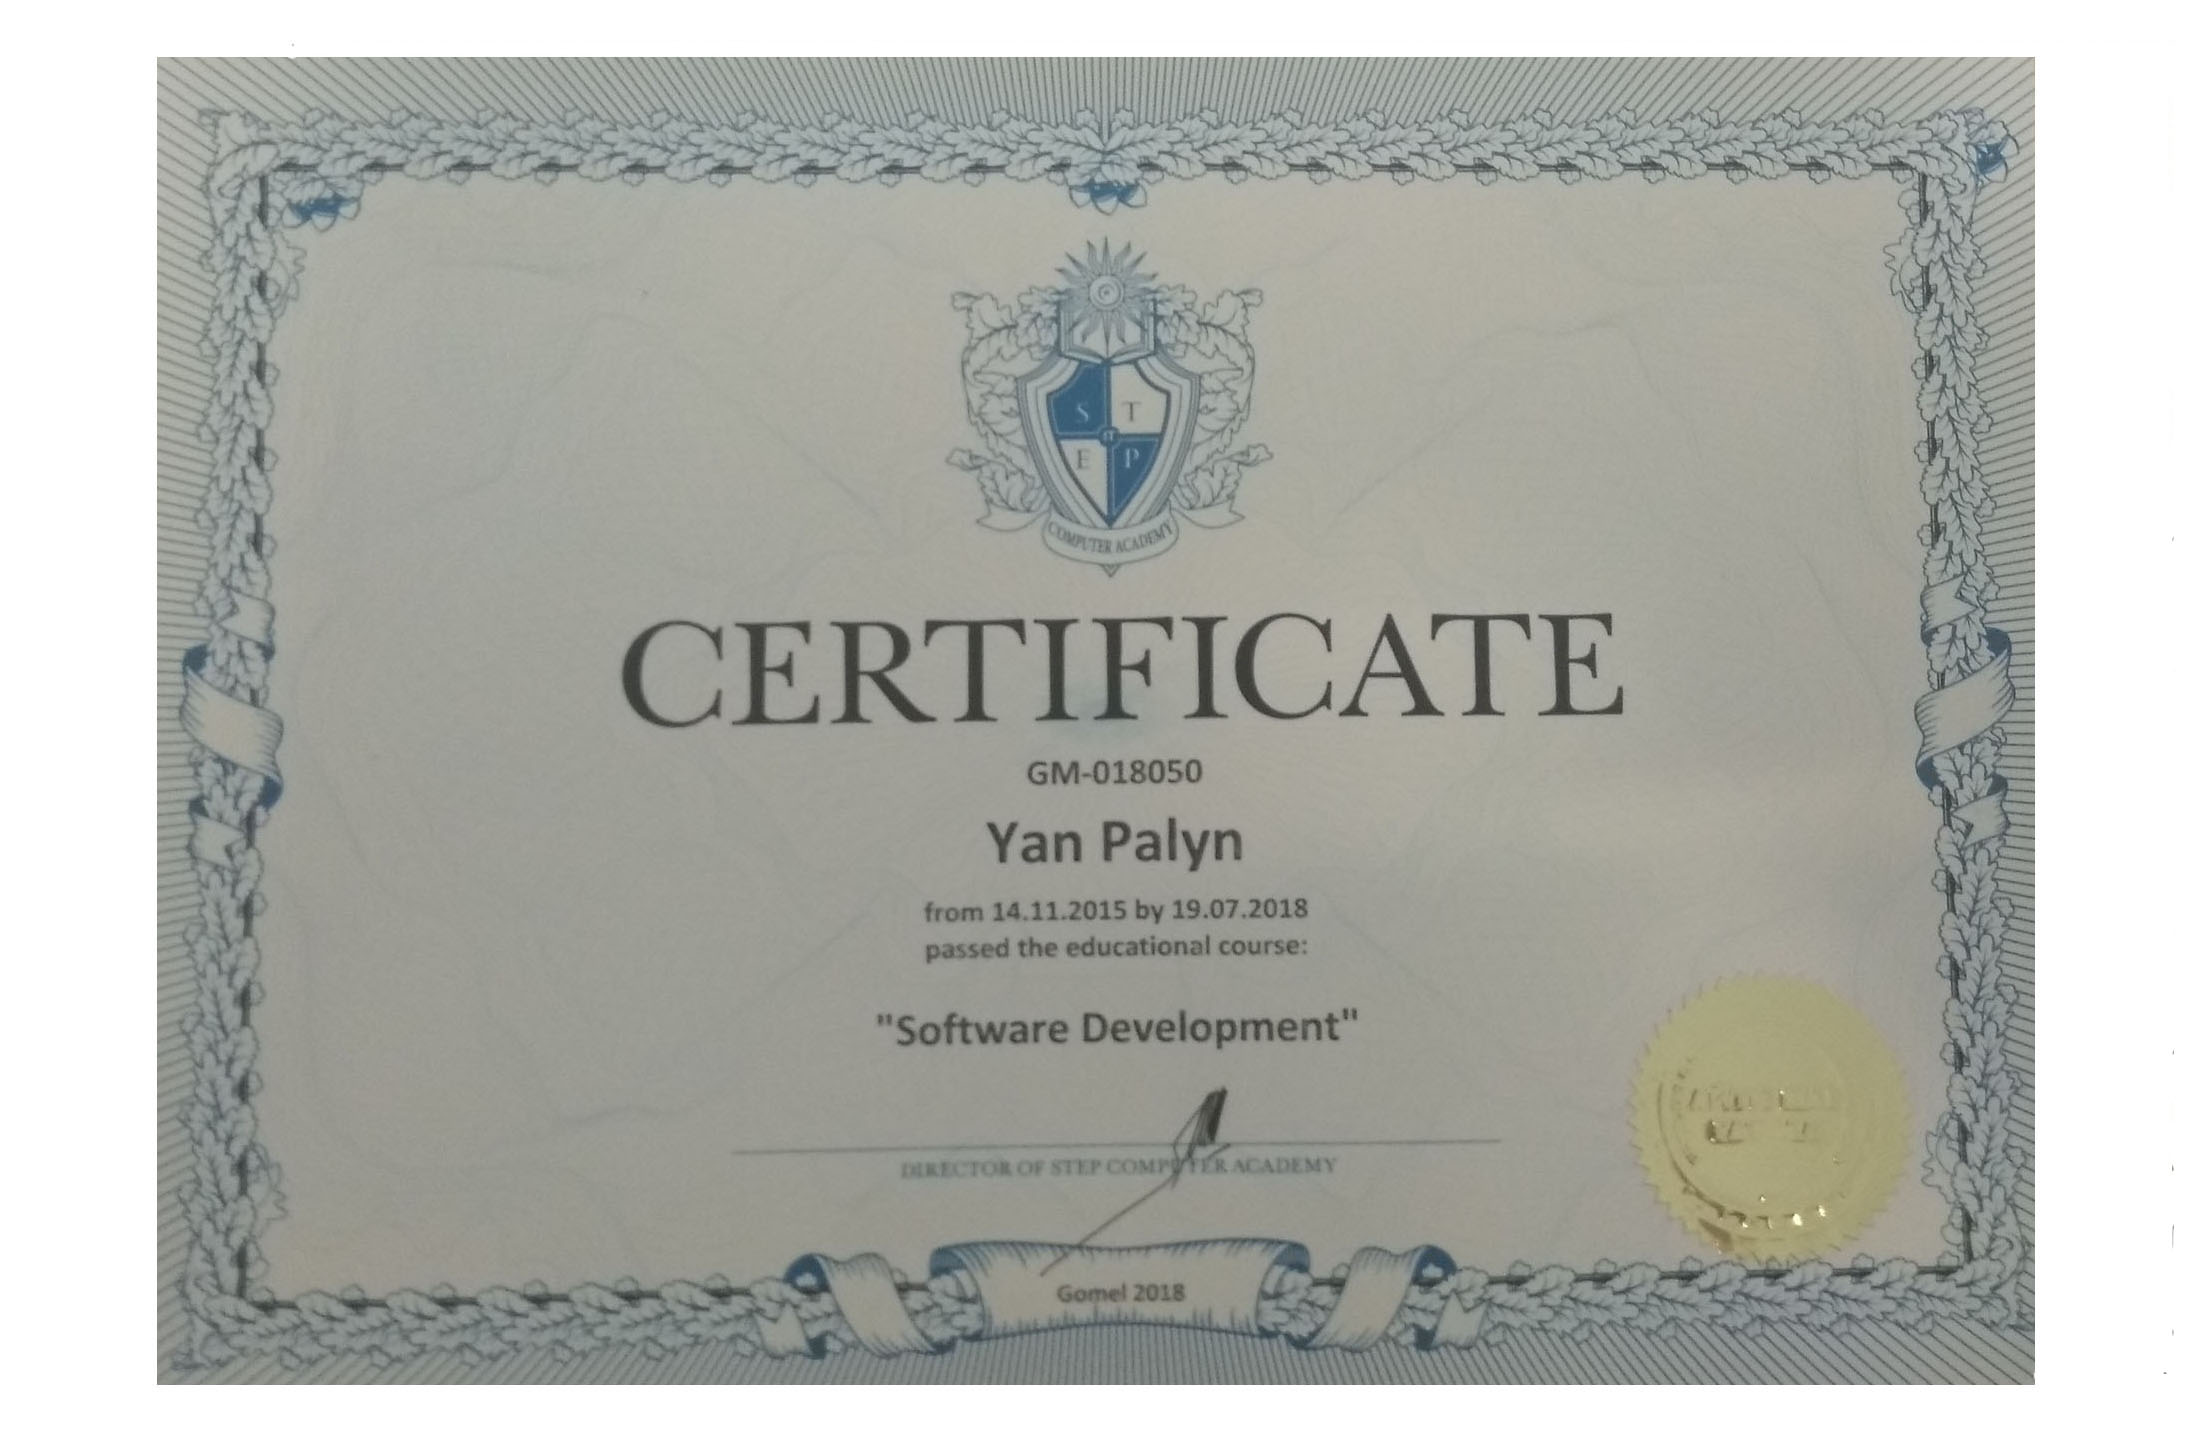 S T
E P
COMPUTER ACADEMY
CERTIFICATE
GM-018050
Yan Palyn
from 14.11.2015 by 19.07.2018
passed the educational course:
"Software Development"
DIRECTOR OF STEP COMPUTER ACADEMY
Gomel 2018